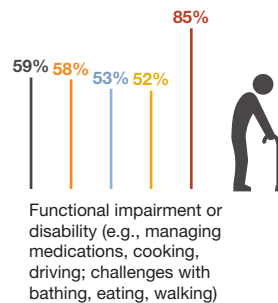 85%
59%
58%
53%
52%
Functional impairment or
disability (e.g., managing
medications, cooking,
driving; challenges with
bathing, eating, walking)